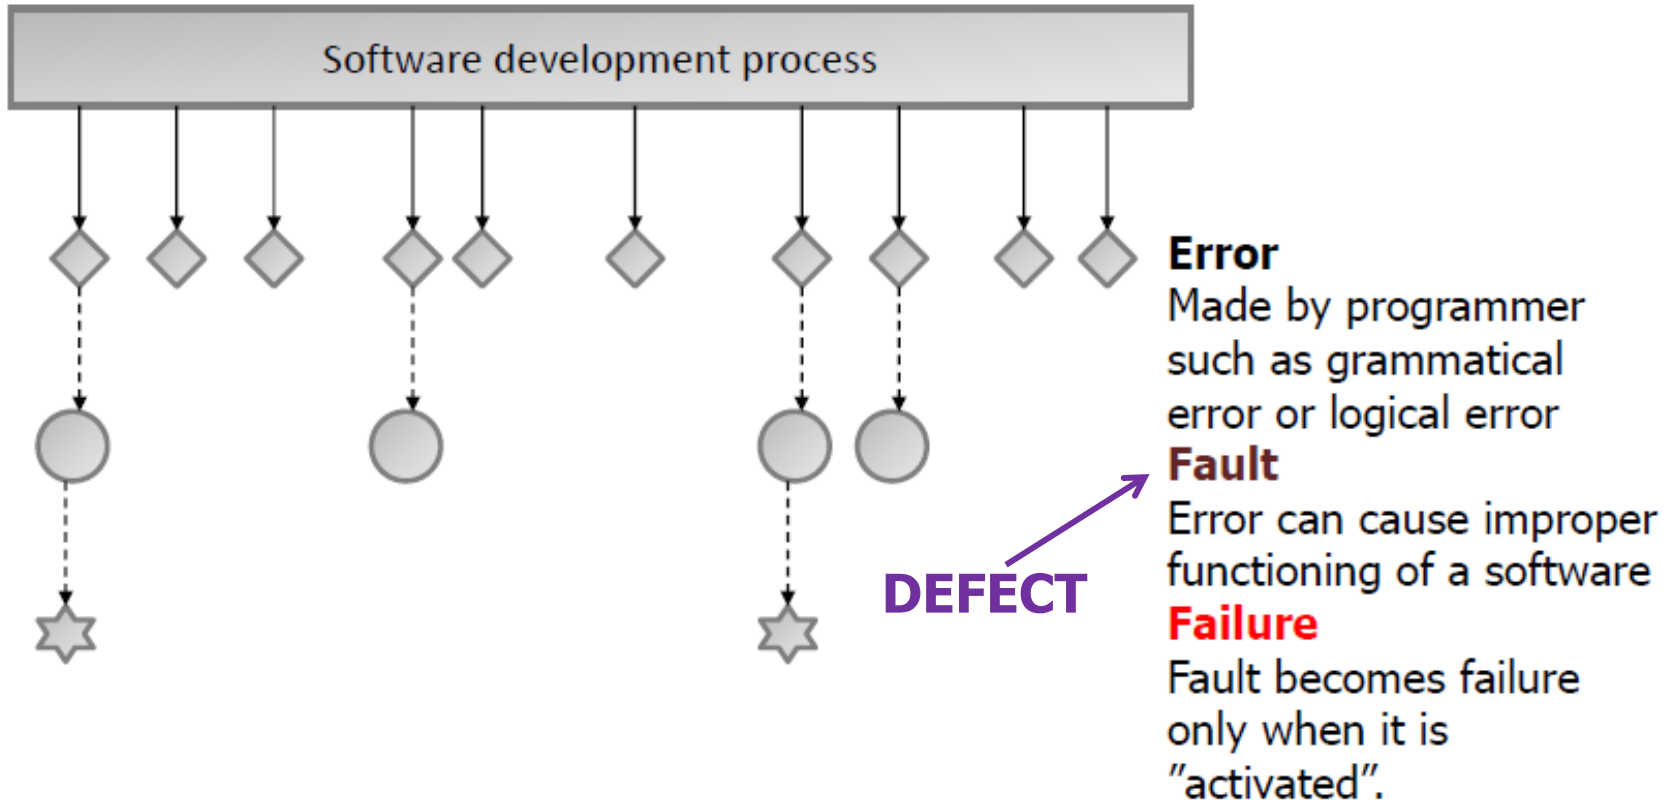 Software development process
Error
Made by programmer
such as grammatical
error or logical error
Fault
Error can cause improper
functioning of a software
DEFECT
Failure
Fault becomes failure
only when it is
”activated”.